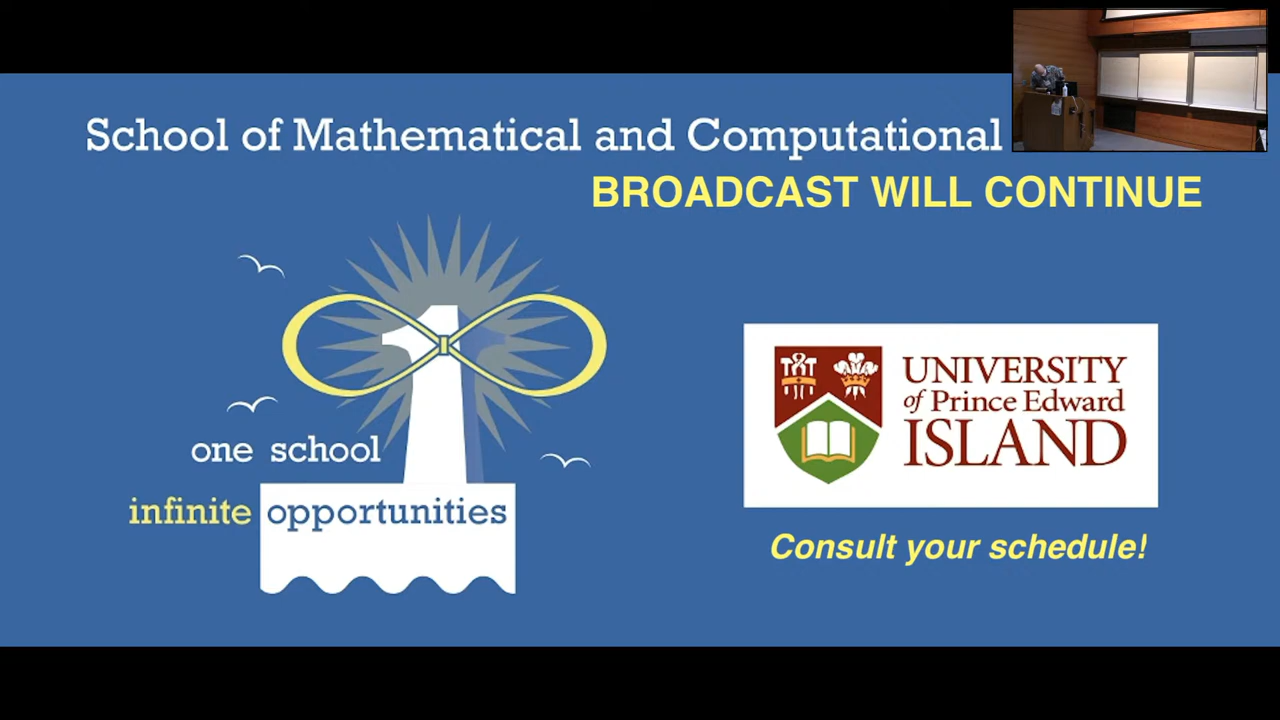 School of Mathematical and Computational
BROADCAST WILL CONTINUE
1
one school
infinite opportunities
UNIVERSITY
of Prince Edward
ISLAND
Consult your schedule!